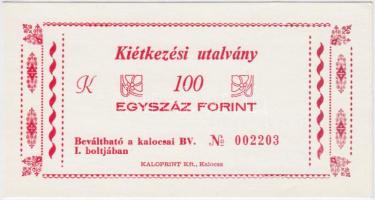 Kiétkezési utalvány
K 100
EGYSZÁZ FORINT
Beváltható a kalocsai BV. № 002203
I. boltjában
KALOPRINT Kft., Kalocsa